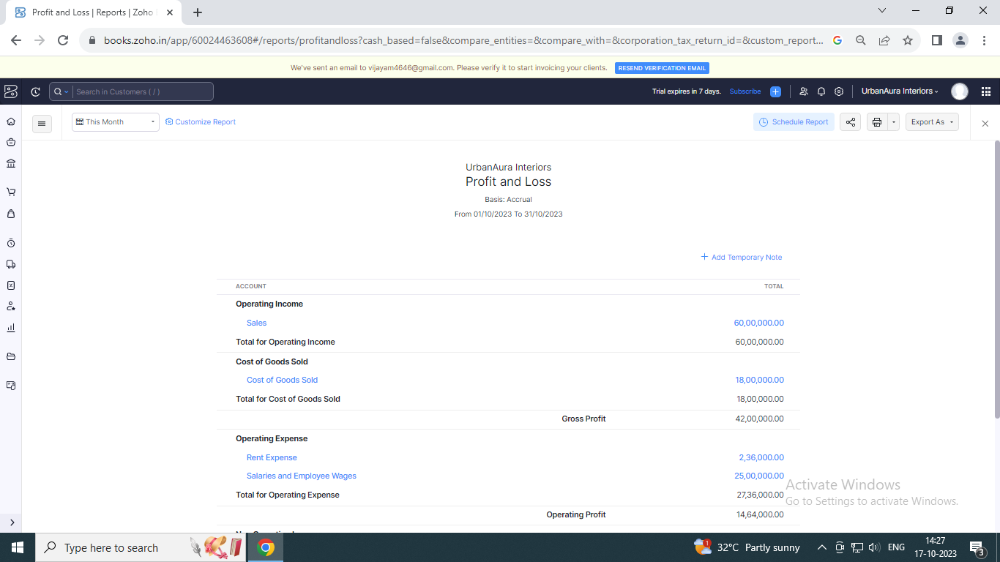 Profit and Loss | Reports | Zoho
books.zoho.in/app/60024463608#/reports/profitandloss?cash_based=false&compare_entities=&compare_with=&corporation_tax_return_id=&custom_report...
We've sent an email to vijayam4646@gmail.com. Please verify it to start invoicing your clients. RESEND VERIFICATION EMAIL
Search in Customers ( / ) Trial expires in 7 days. Subscribe UrbanAura Interiors
This Month Customize Report Schedule Report Export As
UrbanAura Interiors
Profit and Loss
Basis: Accrual
From 01/10/2023 To 31/10/2023
+ Add Temporary Note
ACCOUNT TOTAL
Operating Income
Sales 60,00,000.00
Total for Operating Income 60,00,000.00
Cost of Goods Sold
Cost of Goods Sold 18,00,000.00
Total for Cost of Goods Sold 18,00,000.00
Gross Profit 42,00,000.00
Operating Expense
Rent Expense 2,36,000.00
Salaries and Employee Wages 25,00,000.00
Total for Operating Expense 27,36,000.00
Operating Profit 14,64,000.00
Activate Windows
Go to Settings to activate Windows.
Type here to search 1 32°C Partly sunny ENG 14:27
17-10-2023 3